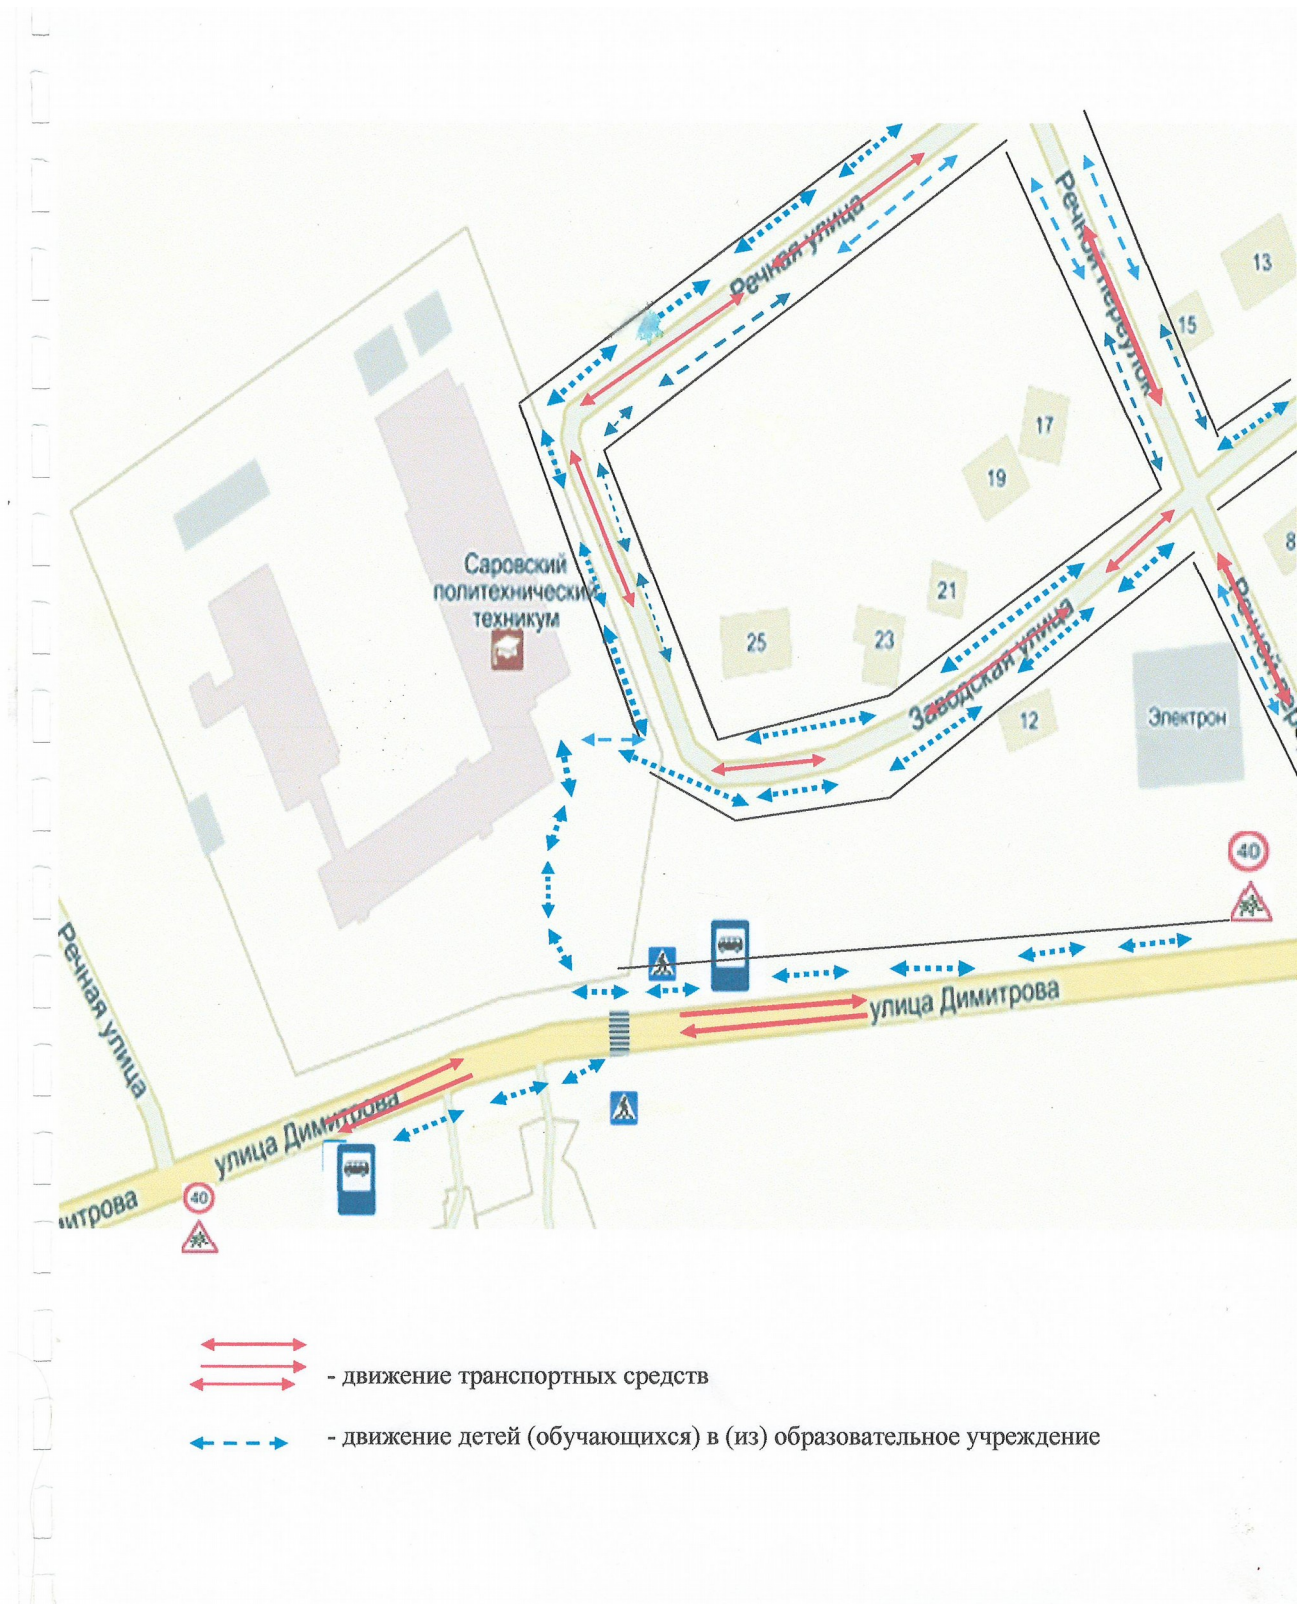 Речная улица
Речной переулок
13
15
17
19
8
Саровский
политехнический
техникум
21
25
23
Заводская улица
12
Электрон
40
Речная улица
улица Димитрова
улица Димитрова
40
- движение транспортных средств
- движение детей (обучающихся) в (из) образовательное учреждение